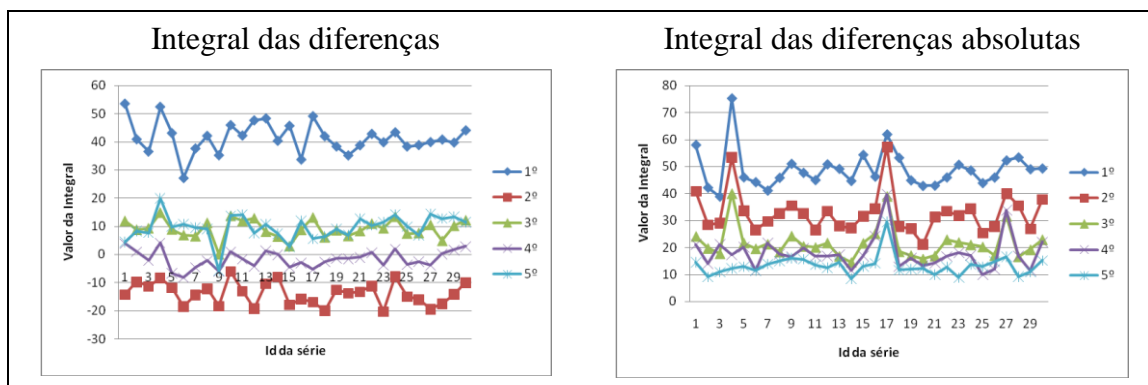 Integral das diferenças
60
50
40
30
20
10
0
-10
-20
-30
Valor da Integral
1 3 5 7 9 11 13 15 17 19 21 23 25 27 29
Id da série
1º
2º
3º
4º
5º
Integral das diferenças absolutas
80
70
60
50
40
30
20
10
0
Valor da Integral
1 3 5 7 9 11 13 15 17 19 21 23 25 27 29
Id da série
1º
2º
3º
4º
5º